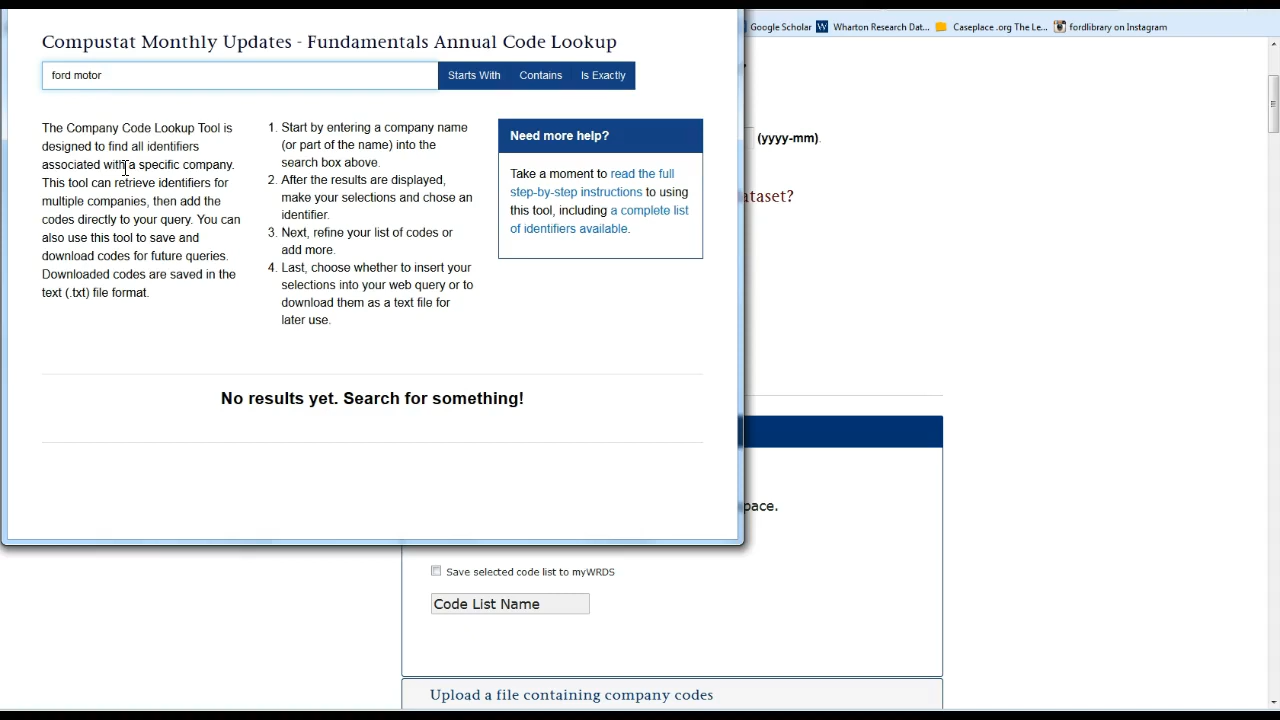 Compustat Monthly Updates - Fundamentals Annual Code Lookup
ford motor
Starts With Contains Is Exactly
The Company Code Lookup Tool is
designed to find all identifiers
associated with a specific company.
This tool can retrieve identifiers for
multiple companies, then add the
codes directly to your query. You can
also use this tool to save and
download codes for future queries.
Downloaded codes are saved in the
text (.txt) file format.
1. Start by entering a company name
(or part of the name) into the
search box above.
2. After the results are displayed,
make your selections and chose an
identifier.
3. Next, refine your list of codes or
add more.
4. Last, choose whether to insert your
selections into your web query or to
download them as a text file for
later use.
Need more help?
Take a moment to read the full
step-by-step instructions to using
this tool, including a complete list
of identifiers available.
No results yet. Search for something!
Google Scholar Wharton Research Dat... Caseplace .org The Le... fordlibrary on Instagram
(yyyy-mm).
ataset?
pace.
Save selected code list to myWRDS
Code List Name
Upload a file containing company codes